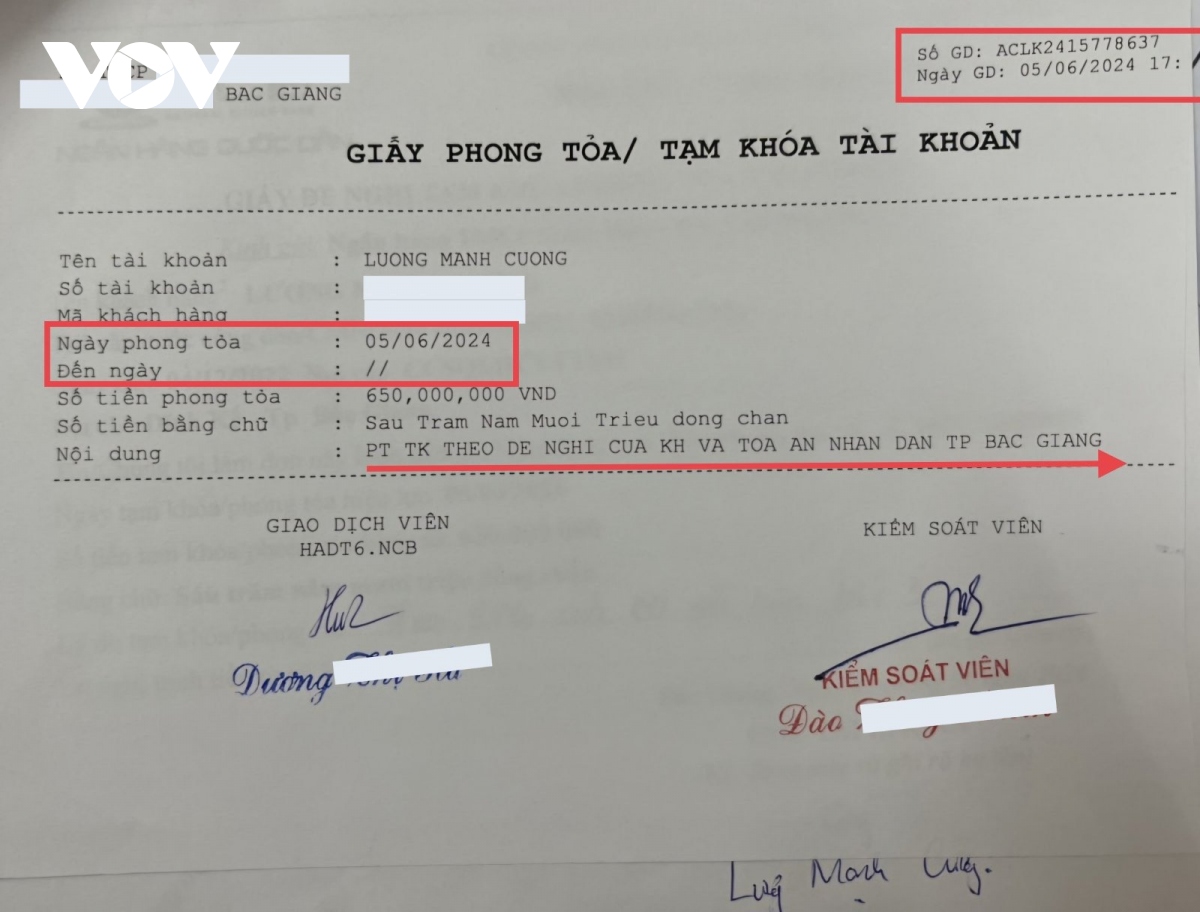 VOV
BAC GIANG
Số GD: ACLK2415778637
Ngày GD: 05/06/2024 17:
GIẤY PHONG TỎA/ TẠM KHÓA TÀI KHOẢN
Tên tài khoản : LUONG MANH CUONG
Số tài khoản :
Mã khách hàng :
Ngày phong tỏa : 05/06/2024
Đến ngày : //
Số tiền phong tỏa : 650,000,000 VND
Số tiền bằng chữ : Sau Tram Nam Muoi Trieu dong chan
Nội dung : PT TK THEO DE NGHI CUA KH VA TOA AN NHAN DAN TP BAC GIANG
GIAO DỊCH VIÊN
HADT6.NCB
KIỂM SOÁT VIÊN
Dương
KIỂM SOÁT VIÊN
Đào
Mạnh